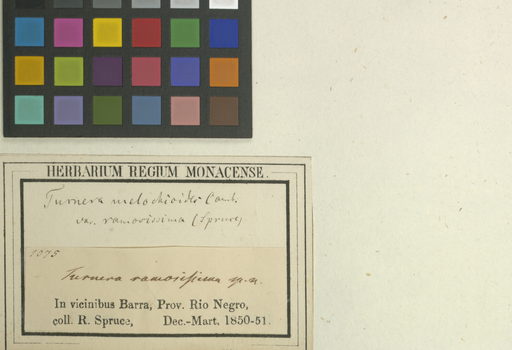 HERBARIUM REGIUM MONACENSE.
Turnera melochioides Camb.
var. ramosissima (Spruce)
1075
Turnera ramosissima sp. n.
In vicinibus Barra, Prov. Rio Negro,
coll. R. Spruce, Dec.-Mart. 1850-51.